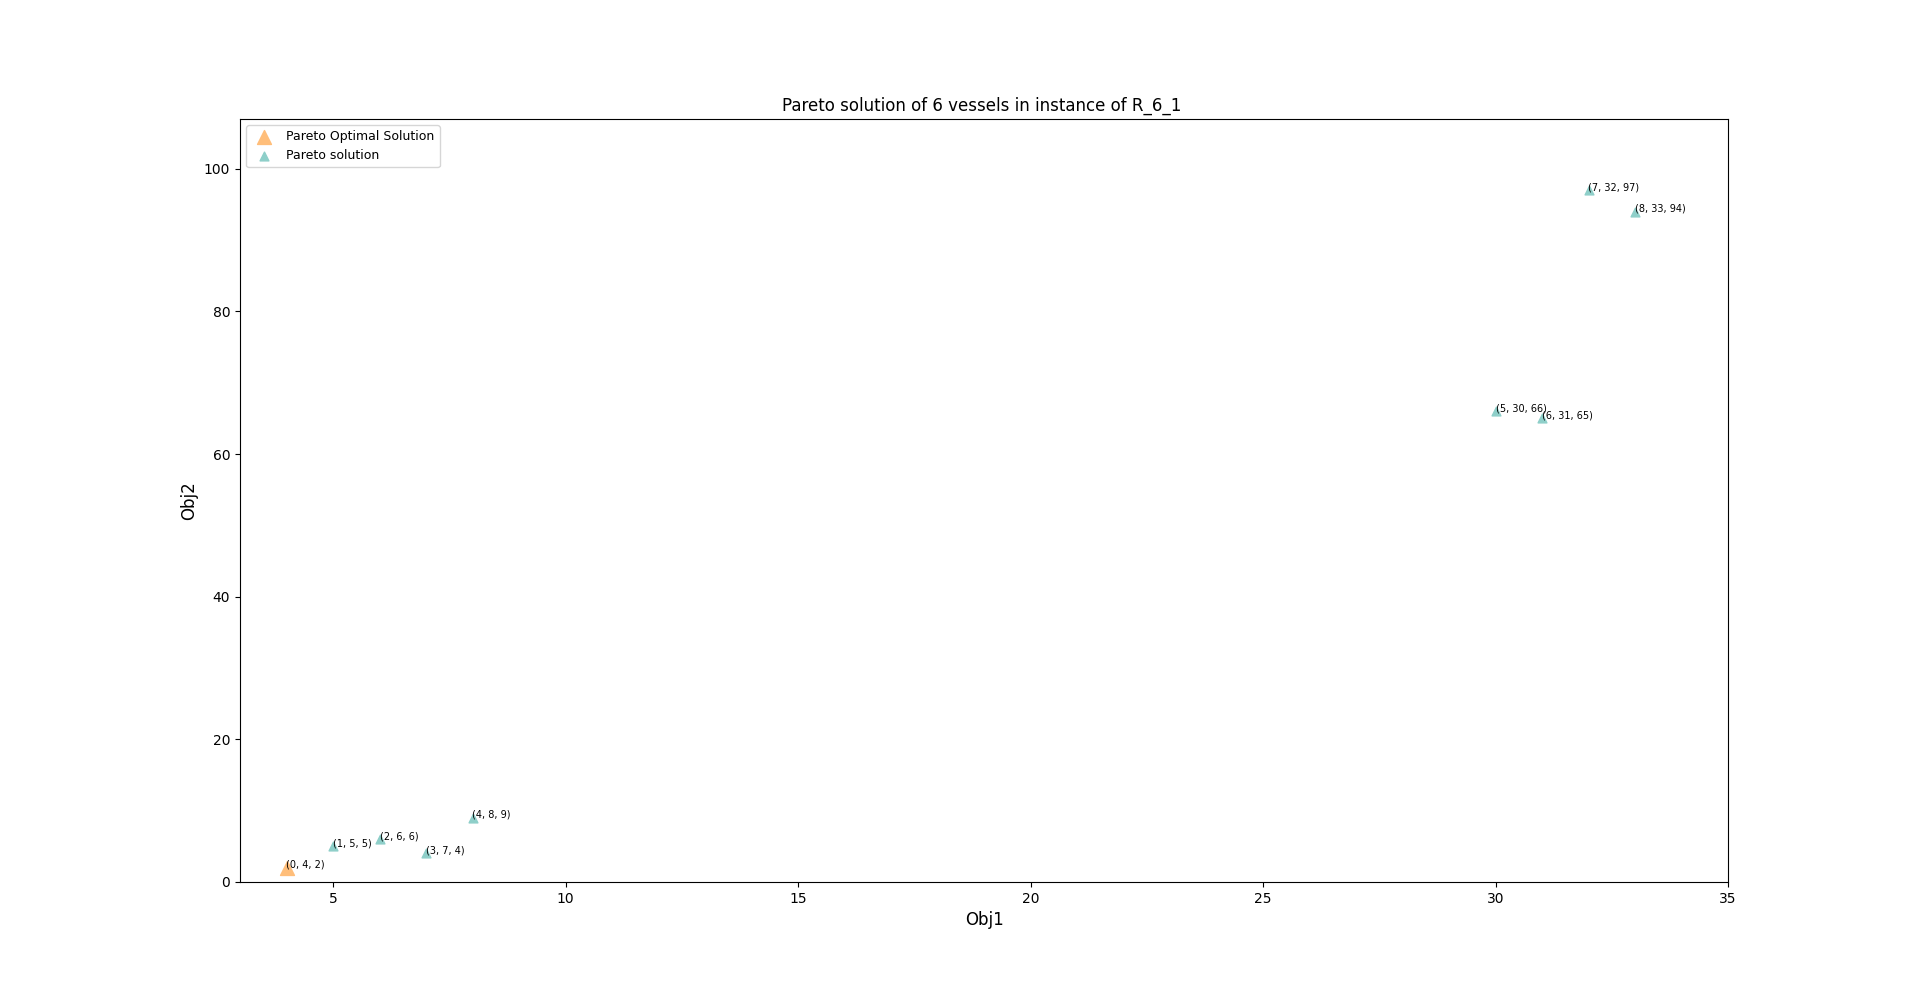 Pareto solution of 6 vessels in instance of R_6_1
Pareto Optimal Solution
Pareto solution
100
80
60
40
20
0
Obj2
(7, 32, 97)
(8, 33, 94)
(5, 30, 66)
(6, 31, 65)
(4, 8, 9)
(2, 6, 6)
(1, 5, 5)
(3, 7, 4)
(0, 4, 2)
5
10
15
20
25
30
35
Obj1